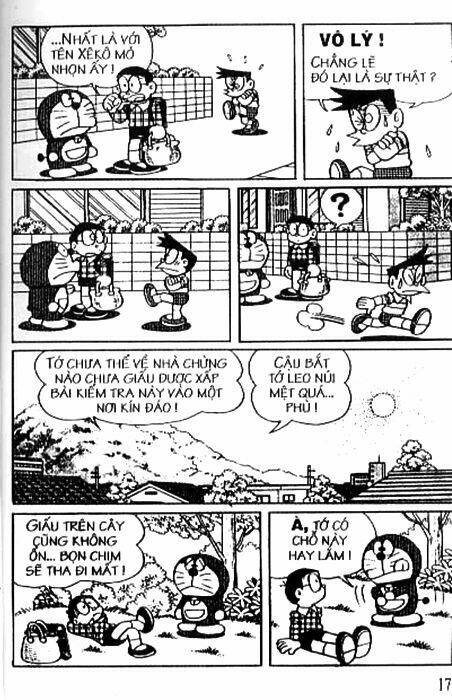 ...NHẤT LÀ VỚI
TÊN XÊKÔ MỎ
NHỌN ẤY !
VÔ LÝ !
CHẲNG LẼ
ĐÓ LẠI LÀ SỰ THẬT ?
?
TỚ CHƯA THỂ VỀ NHÀ CHỪNG
NÀO CHƯA GIẤU DƯỢC XẤP
BÀI KIỂM TRA NÀY VÀO MỘT
NƠI KÍN ĐÁO !
CẬU BẮT
TỚ LEO NÚI
MỆT QUÁ...
PHÙ !
GIẤU TRÊN CÂY
CŨNG KHÔNG
ỔN... BỌN CHIM
SẼ THA ĐI MẤT !
À, TỚ CÓ
CHỖ NÀY
HAY LẮM !
17